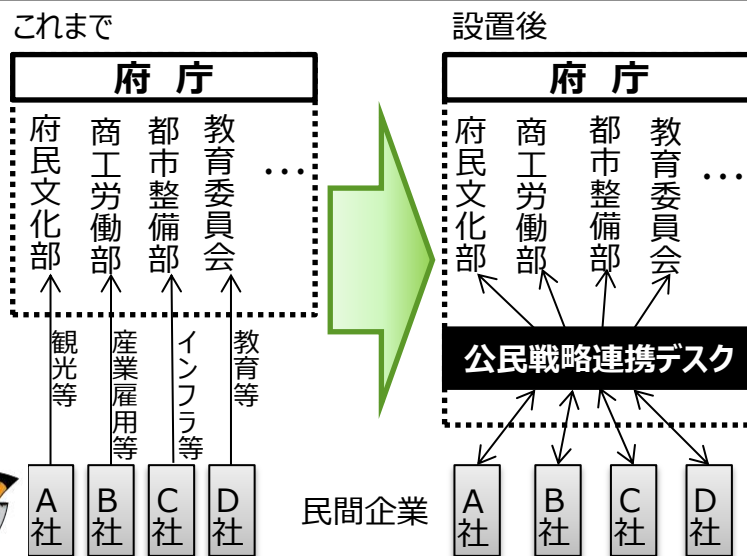 これまで
府 庁
府民文化部
商工労働部
都市整備部
教育委員会
…
観光等
産業雇用等
インフラ等
教育等
A社
B社
C社
D社
民間企業
設置後
府 庁
府民文化部
商工労働部
都市整備部
教育委員会
…
公民戦略連携デスク
A社
B社
C社
D社